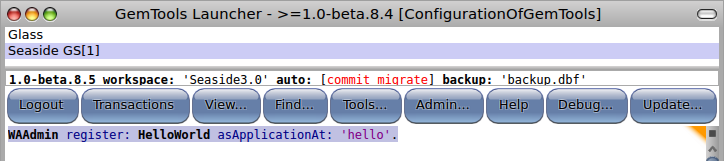 GemTools Launcher - >=1.0-beta.8.4 [ConfigurationOfGemTools]
Glass
Seaside GS[1]
1.0-beta.8.5 workspace: 'Seaside3.0' auto: [commit migrate] backup: 'backup.dbf'
Logout Transactions View... Find... Tools... Admin... Help Debug... Update...
WAAdmin register: HelloWorld asApplicationAt: 'hello'.